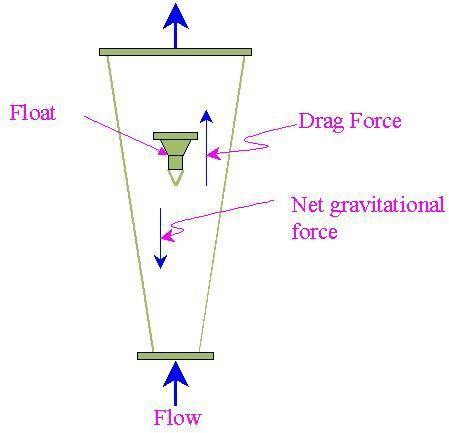 Float
Drag Force
Net gravitational
force
Flow